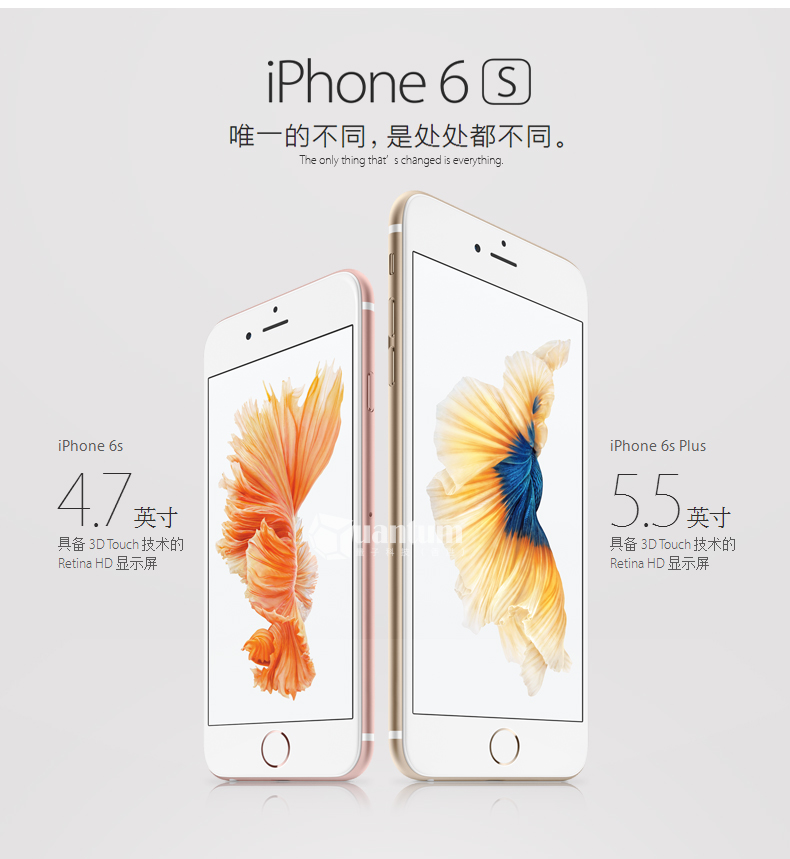 iPhone 6 S
唯一的不同，是处处都不同。
The only thing that’s changed is everything.
iPhone 6s
4.7 英寸
具备 3D Touch 技术的
Retina HD 显示屏
iPhone 6s Plus
5.5 英寸
具备 3D Touch 技术的
Retina HD 显示屏
uantum